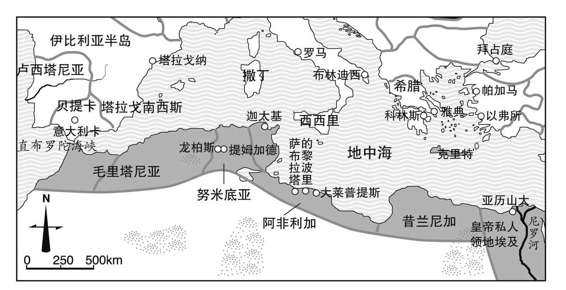 伊比利亚半岛
卢西塔尼亚
塔拉戈纳
撒丁
罗马
布林迪西
拜占庭
希腊
帕加马
贝提卡
塔拉戈南西斯
迦太基
西西里
科林斯
雅典
以弗所
意大利卡
直布罗陀海峡
龙柏斯
提姆加德
萨的
布黎
拉波
塔里
地中海
克里特
毛里塔尼亚
努米底亚
大莱普提斯
亚历山大
阿非利加
昔兰尼加
皇帝私人
领地埃及
尼罗河
N
0 250 500km